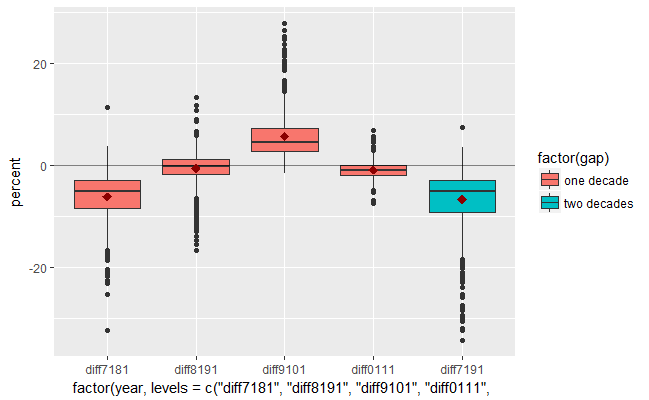 20
0
-20
percent
diff7181 diff8191 diff9101 diff0111 diff7191
factor(year, levels = c("diff7181", "diff8191", "diff9101", "diff0111",
factor(gap)
one decade
two decades